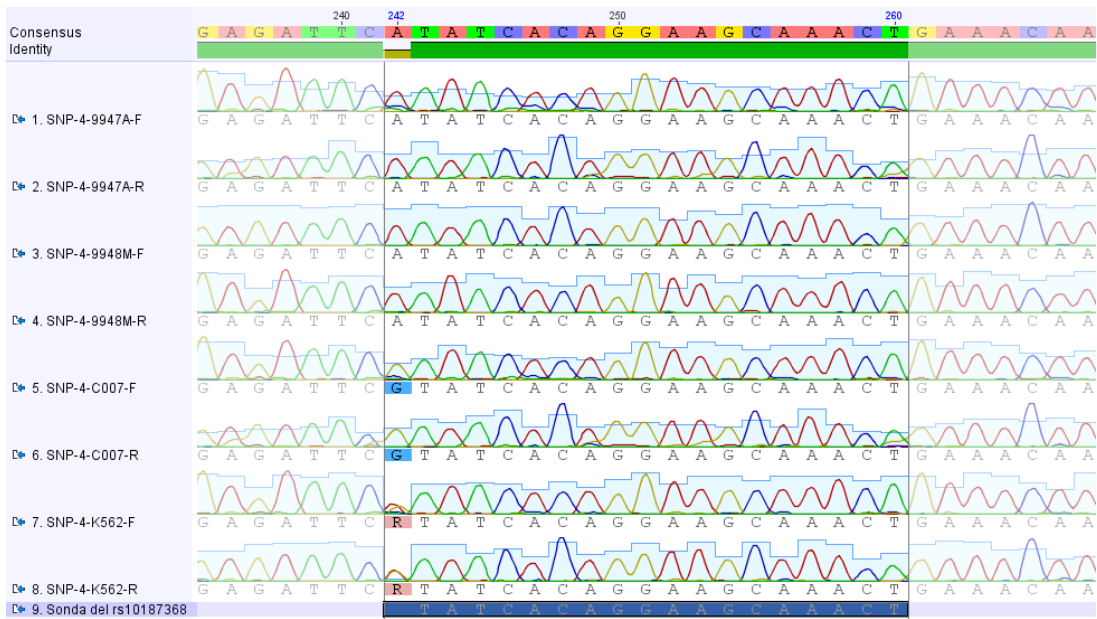 240 242 250 260
Consensus G A G A T T C A T A T C A C A G G A A G C A A A C T G A A A C A A
Identity
1. SNP-4-9947A-F G A G A T T C A T A T C A C A G G A A G C A A A C T G A A A C A A
2. SNP-4-9947A-R G A G A T T C A T A T C A C A G G A A G C A A A C T G A A A C A A
3. SNP-4-9948M-F G A G A T T C A T A T C A C A G G A A G C A A A C T G A A A C A A
4. SNP-4-9948M-R G A G A T T C A T A T C A C A G G A A G C A A A C T G A A A C A A
5. SNP-4-C007-F G A G A T T C G T A T C A C A G G A A G C A A A C T G A A A C A A
6. SNP-4-C007-R G A G A T T C G T A T C A C A G G A A G C A A A C T G A A A C A A
7. SNP-4-K562-F G A G A T T C R T A T C A C A G G A A G C A A A C T G A A A C A A
8. SNP-4-K562-R G A G A T T C R T A T C A C A G G A A G C A A A C T G A A A C A A
9. Sonda del rs10187368 T A T C A C A G G A A G C A A A C T